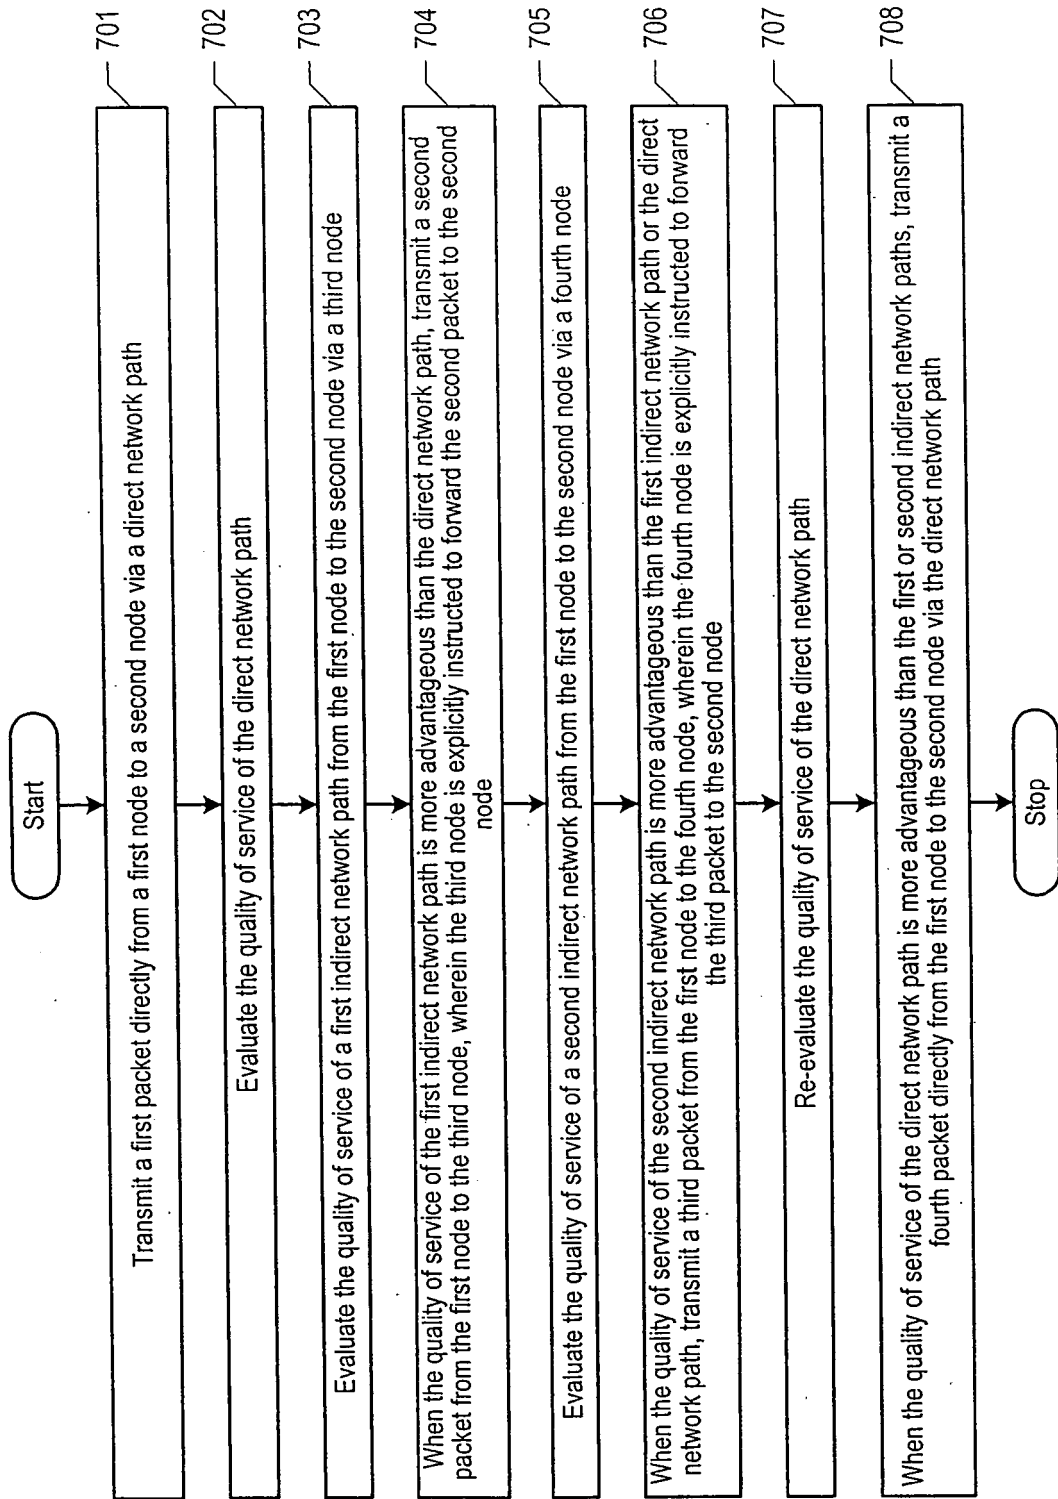 Start
701
Transmit a first packet directly from a first node to a second node via a direct network path
702
Evaluate the quality of service of the direct network path
703
Evaluate the quality of service of a first indirect network path from the first node to the second node via a third node
704
When the quality of service of the first indirect network path is more advantageous than the direct network path, transmit a second
packet from the first node to the third node, wherein the third node is explicitly instructed to forward the second packet to the second
node
705
Evaluate the quality of service of a second indirect network path from the first node to the second node via a fourth node
706
When the quality of service of the second indirect network path is more advantageous than the first indirect network path or the direct
network path, transmit a third packet from the first node to the fourth node, wherein the fourth node is explicitly instructed to forward
the third packet to the second node
707
Re-evaluate the quality of service of the direct network path
708
When the quality of service of the direct network path is more advantageous than the first or second indirect network paths, transmit a
fourth packet directly from the first node to the second node via the direct network path
Stop